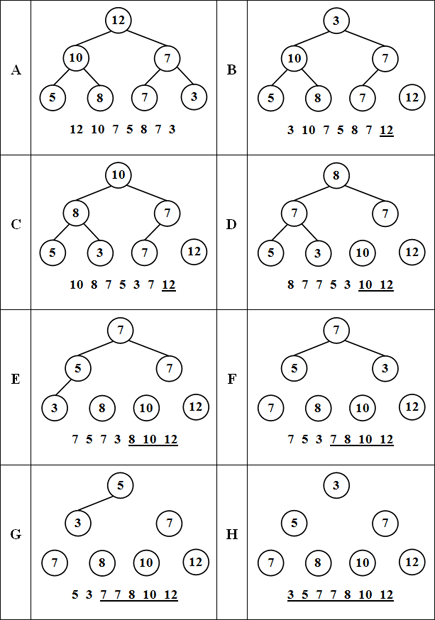 12
10 7
A
5 8 7 3
12 10 7 5 8 7 3
3
10 7
B
5 8 7 12
3 10 7 5 8 7 12
10
8 7
C
5 3 7 12
10 8 7 5 3 7 12
8
7 7
D
5 3 10 12
8 7 7 5 3 10 12
7
5 7
E
3 8 10 12
7 5 7 3 8 10 12
7
5 3
F
7 8 10 12
7 5 3 7 8 10 12
5
3 7
G
7 8 10 12
5 3 7 7 8 10 12
3
5 7
H
7 8 10 12
3 5 7 7 8 10 12